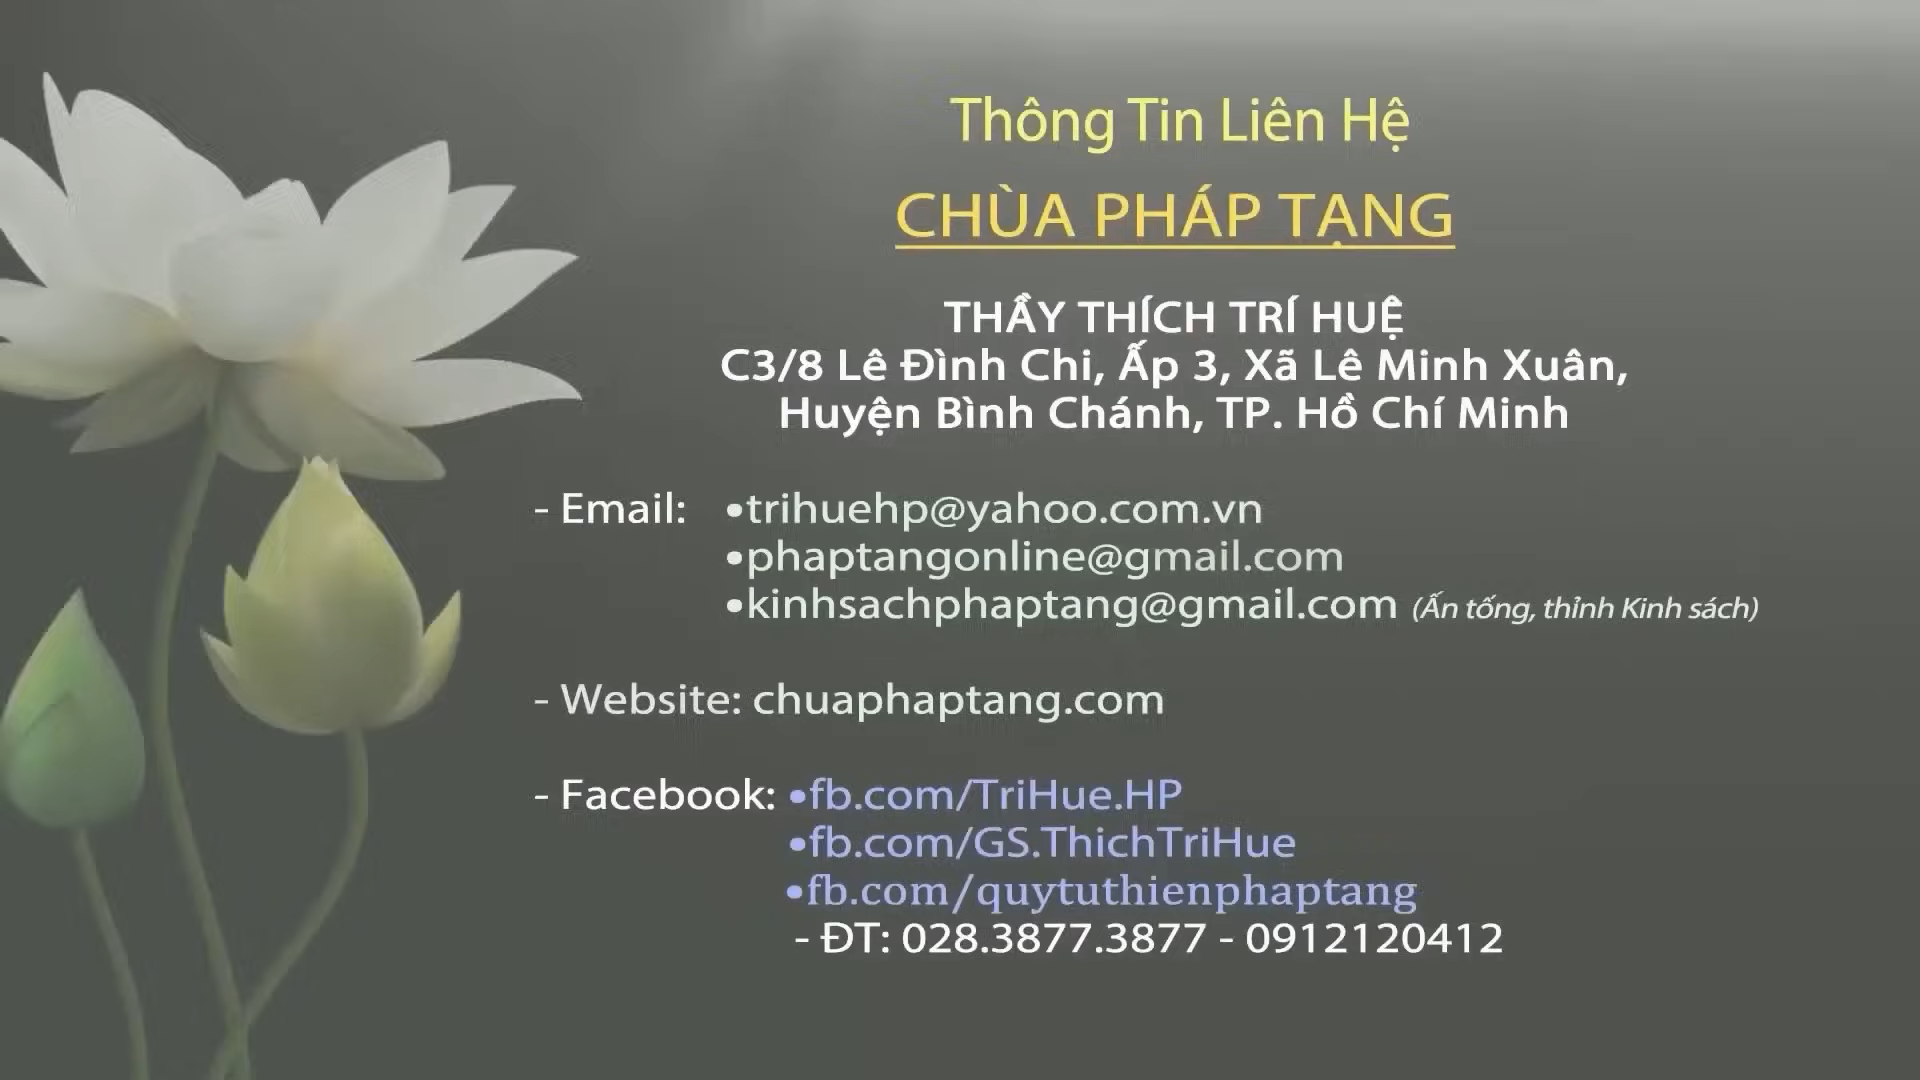 Thông Tin Liên Hệ
CHÙA PHÁP TẠNG
THẦY THÍCH TRÍ HUỆ
C3/8 Lê Đình Chi, Ấp 3, Xã Lê Minh Xuân,
Huyện Bình Chánh, TP. Hồ Chí Minh
- Email: •trihuehp@yahoo.com.vn
•phaptangonline@gmail.com
•kinhsachphaptang@gmail.com (Ấn tống, thỉnh Kinh sách)
- Website: chuaphaptang.com
- Facebook: •fb.com/TriHue.HP
•fb.com/GS.ThichTriHue
•fb.com/quytuthienphaptang
- ĐT: 028.3877.3877 - 0912120412